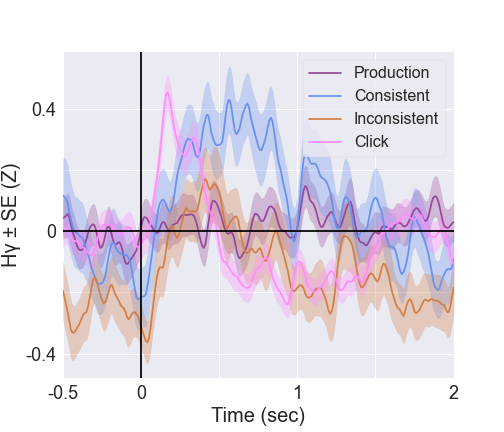 Production
Consistent
Inconsistent
Click
0.4
0
-0.4
Hγ ± SE (Z)
-0.5 0 1 2
Time (sec)